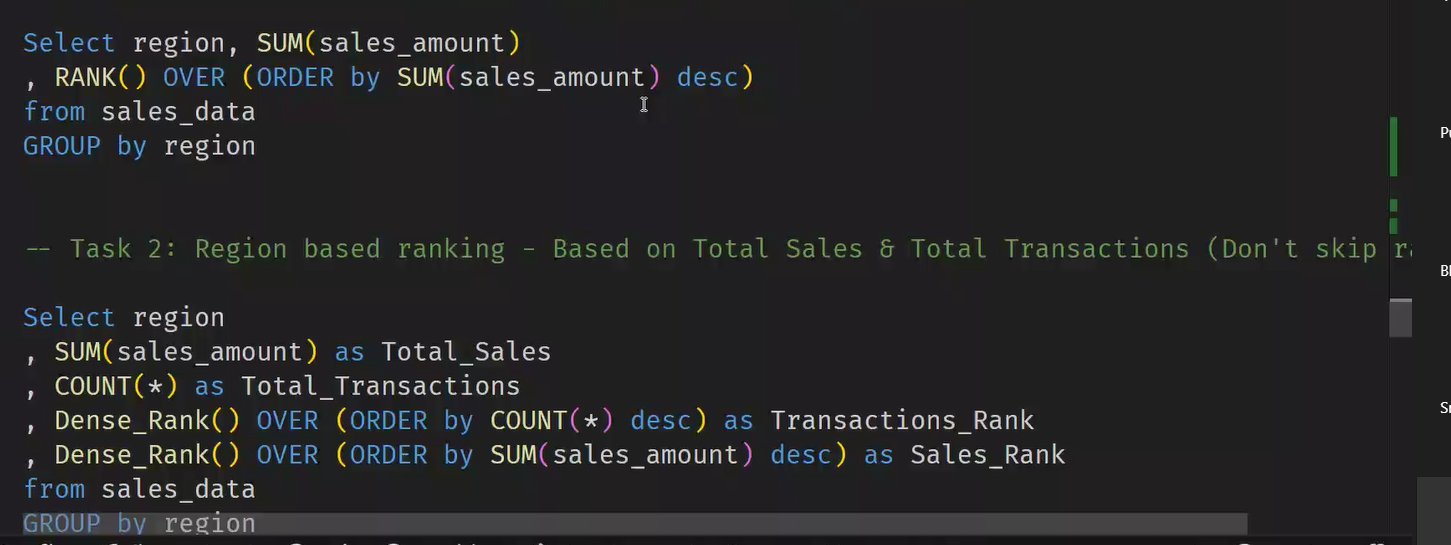 Select region, SUM(sales_amount)
, RANK() OVER (ORDER by SUM(sales_amount) desc)
from sales_data
GROUP by region
-- Task 2: Region based ranking - Based on Total Sales & Total Transactions (Don't skip
Select region
, SUM(sales_amount) as Total_Sales
, COUNT(*) as Total_Transactions
, Dense_Rank() OVER (ORDER by COUNT(*) desc) as Transactions_Rank
, Dense_Rank() OVER (ORDER by SUM(sales_amount) desc) as Sales_Rank
from sales_data
GROUP by region